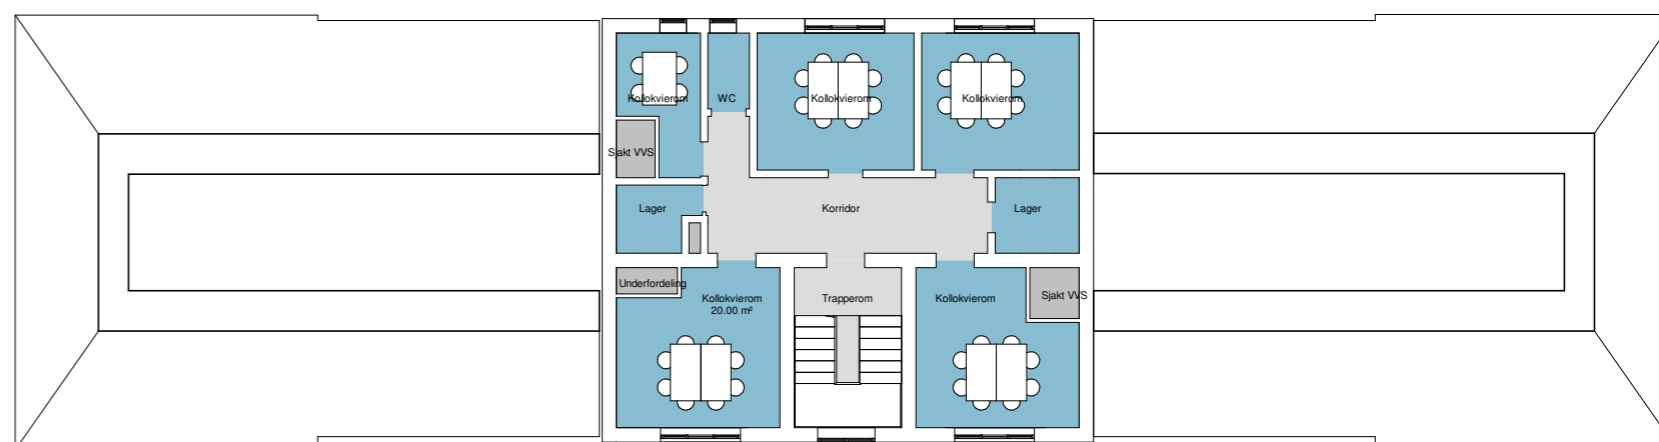 Kollokvierom
WC
Kollokvierom
Kollokvierom
Sjakt VVS
Lager
Korridor
Lager
Underfordeling
Kollokvierom
20.00 m²
Trapperom
Kollokvierom
Sjakt VVS